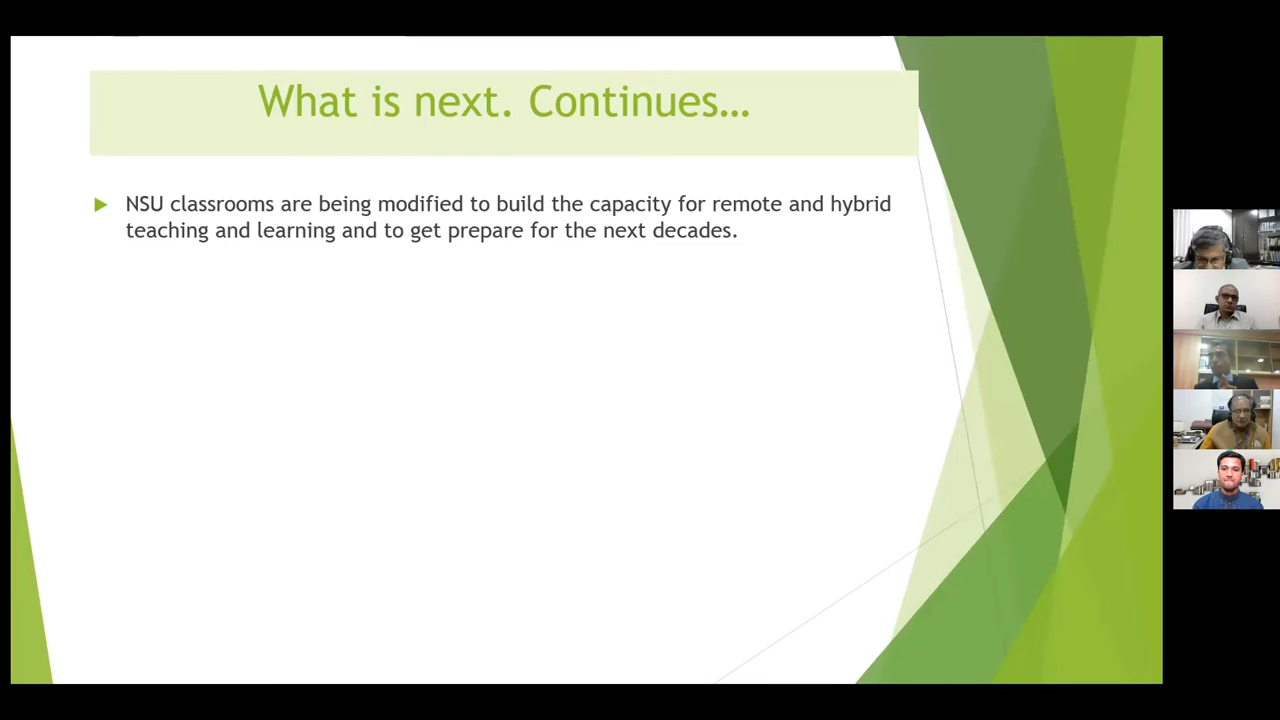 What is next. Continues…
NSU classrooms are being modified to build the capacity for remote and hybrid
teaching and learning and to get prepare for the next decades.